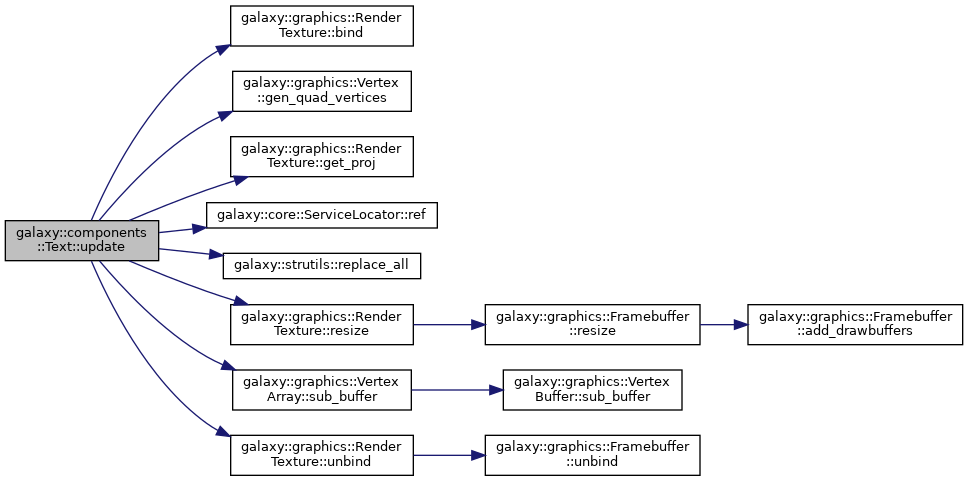 galaxy::graphics::Render
Texture::bind
galaxy::graphics::Vertex
::gen_quad_vertices
galaxy::graphics::Render
Texture::get_proj
galaxy::core::ServiceLocator::ref
galaxy::components
::Text::update
galaxy::strutils::replace_all
galaxy::graphics::Render
Texture::resize
galaxy::graphics::Framebuffer
::resize
galaxy::graphics::Framebuffer
::add_drawbuffers
galaxy::graphics::Vertex
Array::sub_buffer
galaxy::graphics::Vertex
Buffer::sub_buffer
galaxy::graphics::Render
Texture::unbind
galaxy::graphics::Framebuffer
::unbind